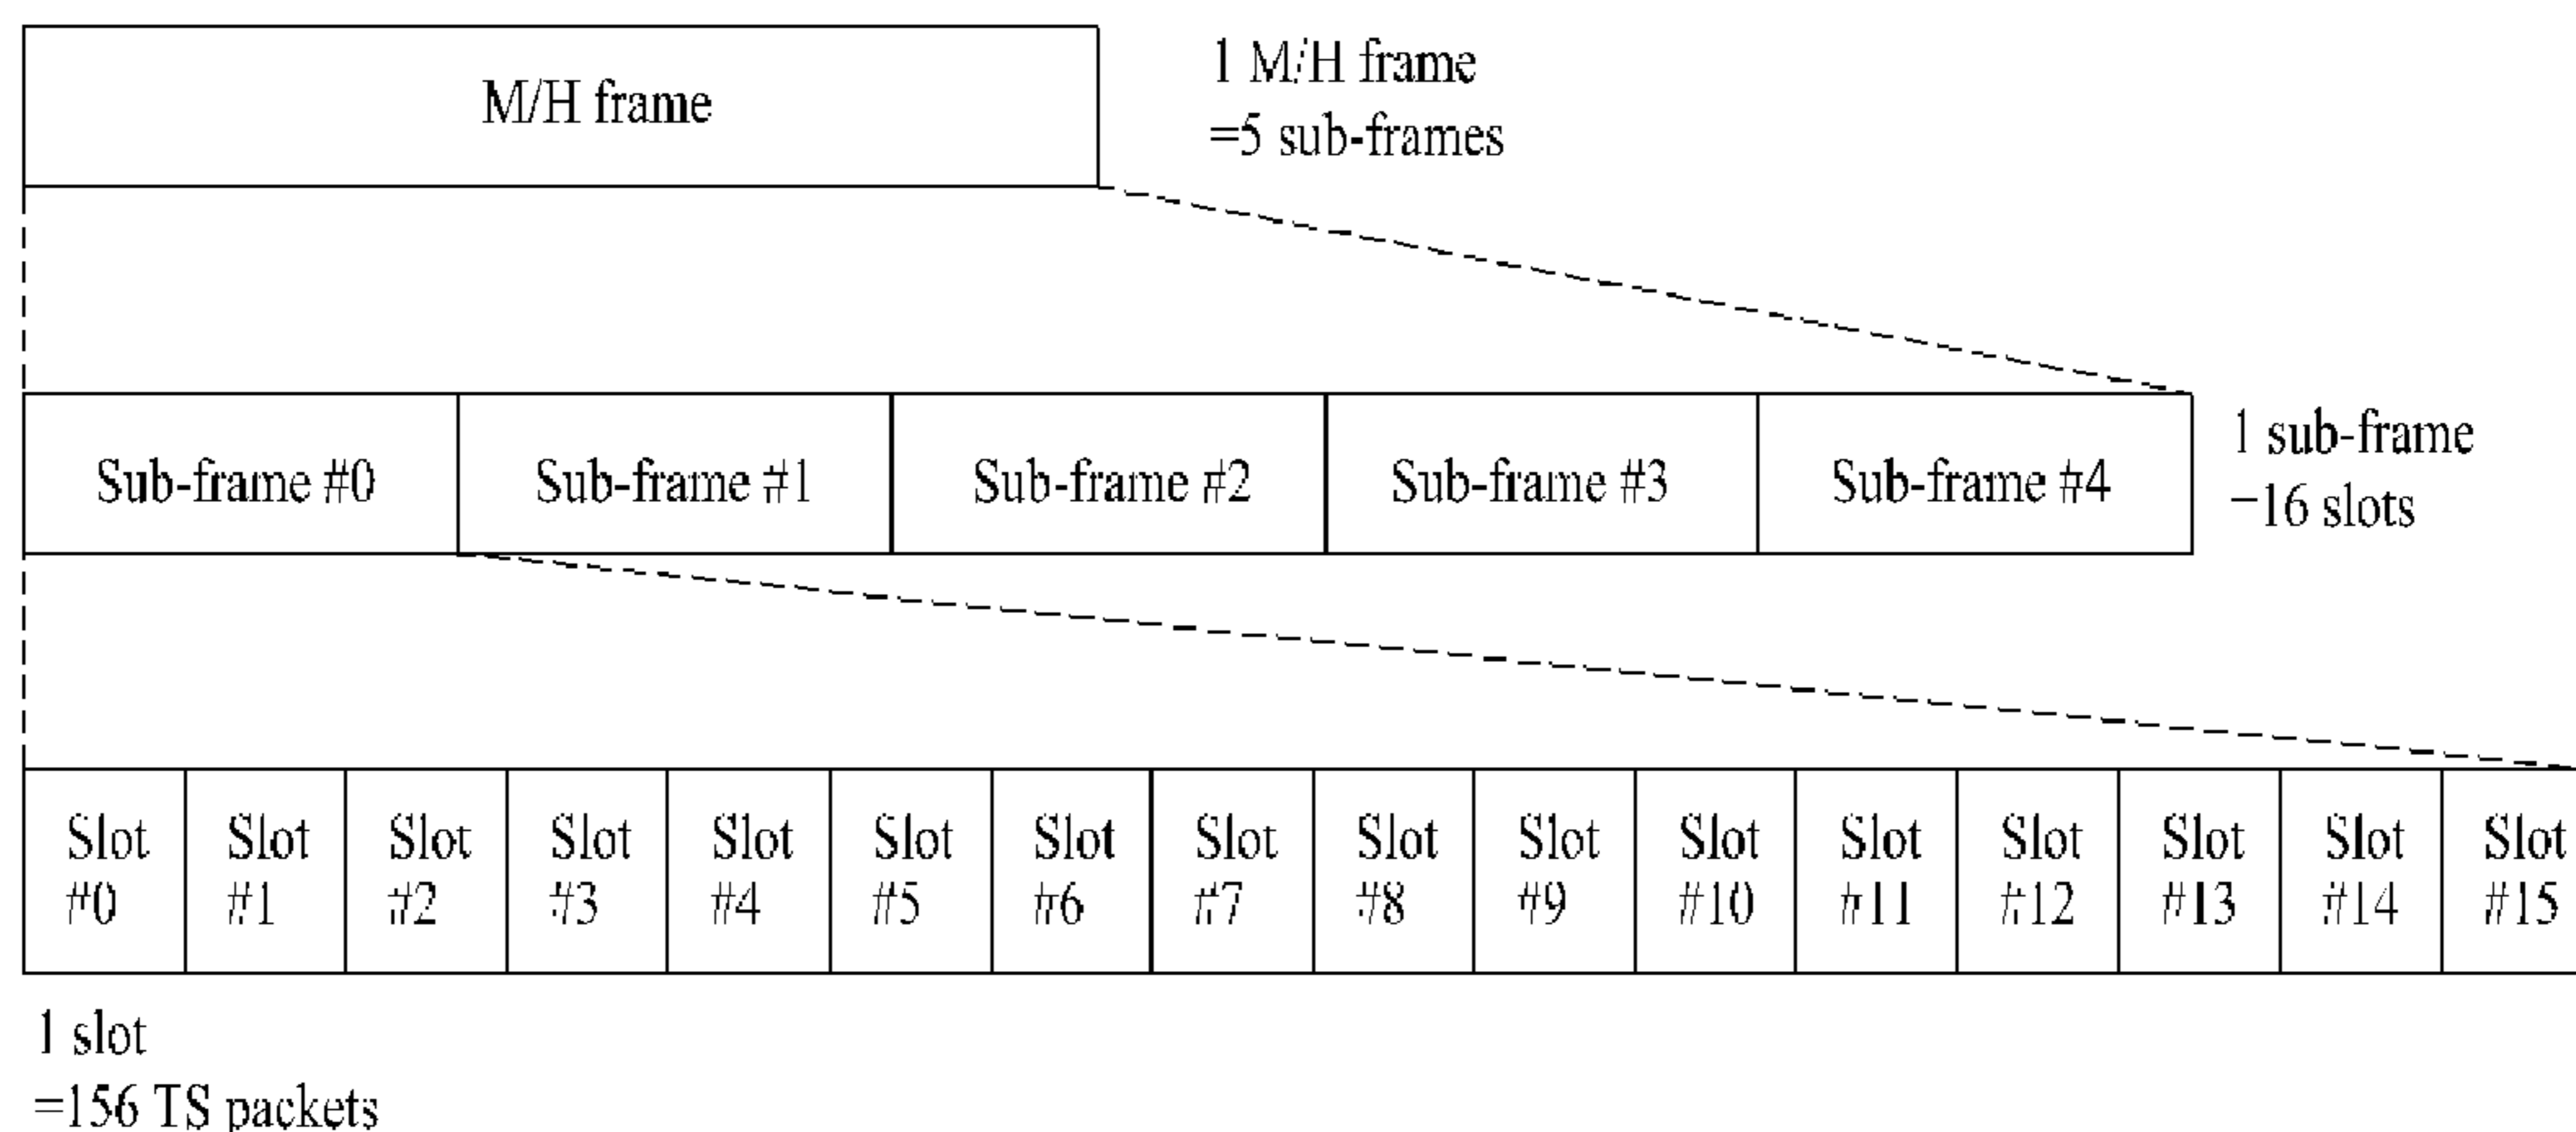 M/H frame
1 M/H frame
=5 sub-frames
Sub-frame #0 Sub-frame #1 Sub-frame #2 Sub-frame #3 Sub-frame #4
1 sub-frame
=16 slots
Slot Slot Slot Slot Slot Slot Slot Slot Slot Slot Slot Slot Slot Slot Slot Slot
#0 #1 #2 #3 #4 #5 #6 #7 #8 #9 #10 #11 #12 #13 #14 #15
1 slot
=156 TS packets